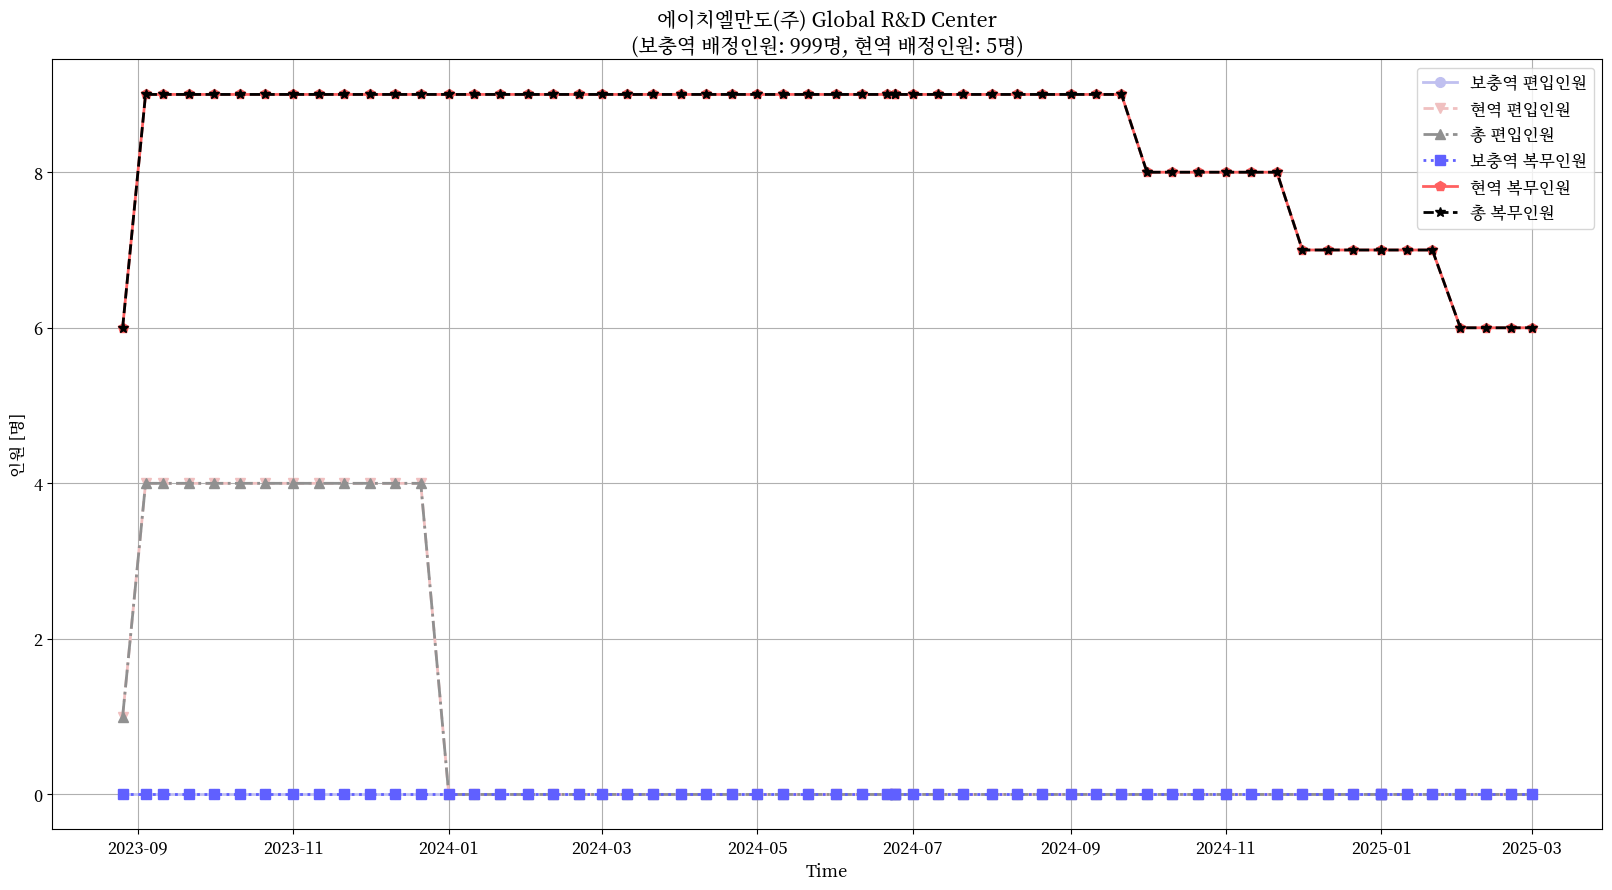 에이치엘만도(주) Global R&D Center
(보충역 배정인원: 999명, 현역 배정인원: 5명)
보충역 편입인원
현역 편입인원
총 편입인원
보충역 복무인원
현역 복무인원
총 복무인원
인원 [명]
8
6
4
2
0
2023-09
2023-11
2024-01
2024-03
2024-05
2024-07
2024-09
2024-11
2025-01
2025-03
Time